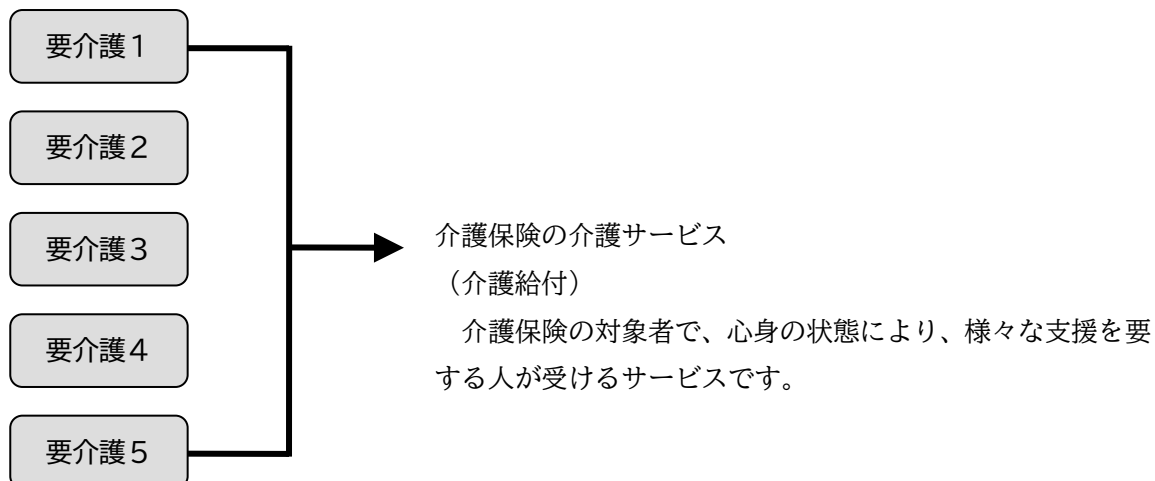 要介護１
要介護２
要介護３
要介護４
要介護５
介護保険の介護サービス
（介護給付）
　介護保険の対象者で、心身の状態により、様々な支援を要
する人が受けるサービスです。